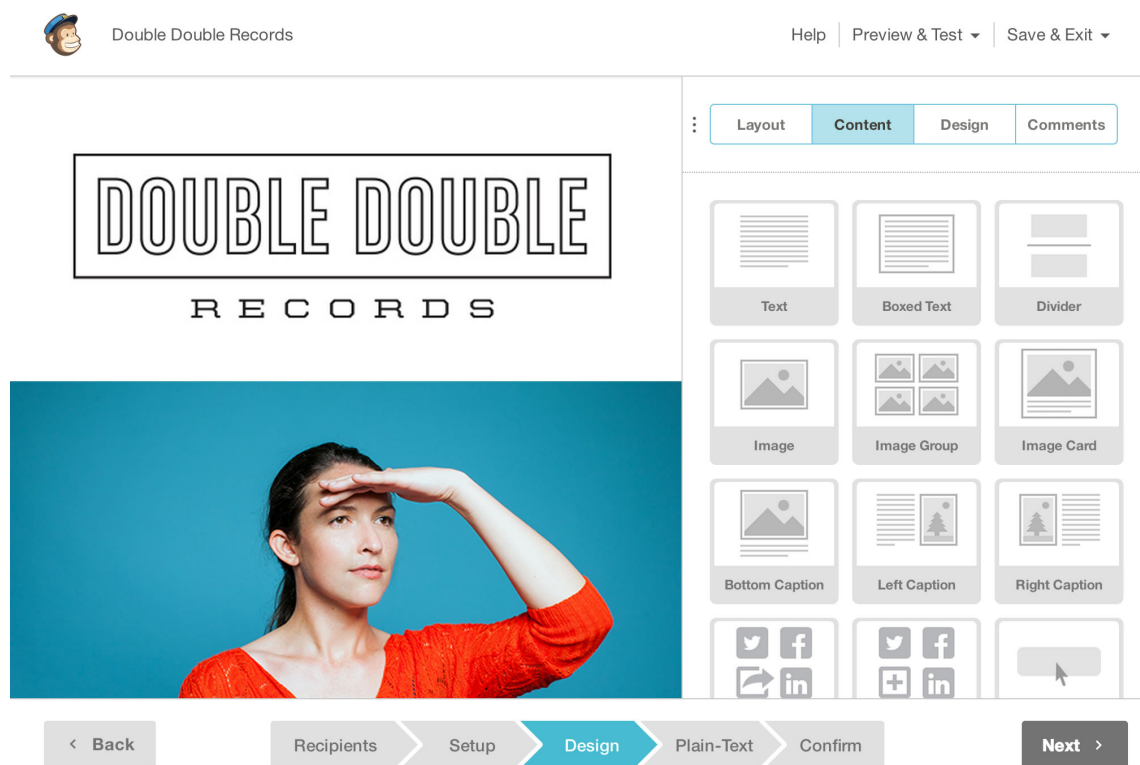 Double Double Records
Help
Preview & Test
Save & Exit
DOUBLE DOUBLE
RECORDS
Layout
Content
Design
Comments
Text
Boxed Text
Divider
Image
Image Group
Image Card
Bottom Caption
Left Caption
Right Caption
Back
Recipients
Setup
Design
Plain-Text
Confirm
Next